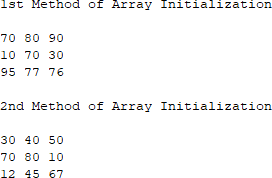 1st Method of Array Initialization
70 80 90
10 70 30
95 77 76
2nd Method of Array Initialization
30 40 50
70 80 10
12 45 67